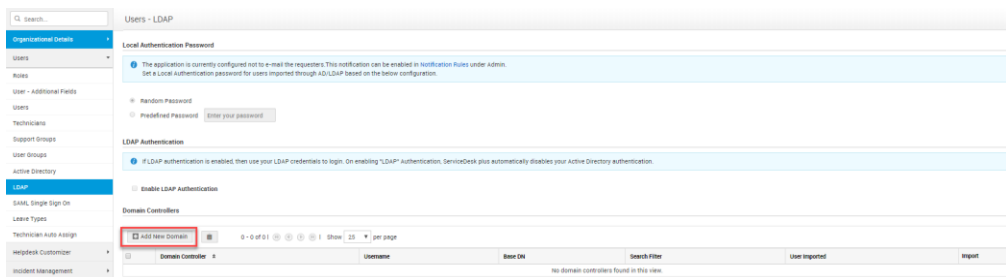 Search...
Organizational Details
Users
Roles
User - Additional Fields
Users
Technicians
Support Groups
User Groups
Active Directory
LDAP
SAML Single Sign On
Leave Types
Technician Auto Assign
Helpdesk Customizer
Incident Management
Users - LDAP
Local Authentication Password
The application is currently configured not to e-mail the requesters.This notification can be enabled in Notification Rules under Admin.
Set a Local Authentication password for users imported through AD/LDAP based on the below configuration.
Random Password
Predefined Password Enter your password
LDAP Authentication
If LDAP authentication is enabled, then use your LDAP credentials to login. On enabling "LDAP" Authentication, ServiceDesk plus automatically disables your Active Directory authentication.
Enable LDAP Authentication
Domain Controllers
Add New Domain 0 - 0 of 0 | Show 25 per page
Domain Controller Username Base DN Search Filter User Imported Import
No domain controllers found in this view.